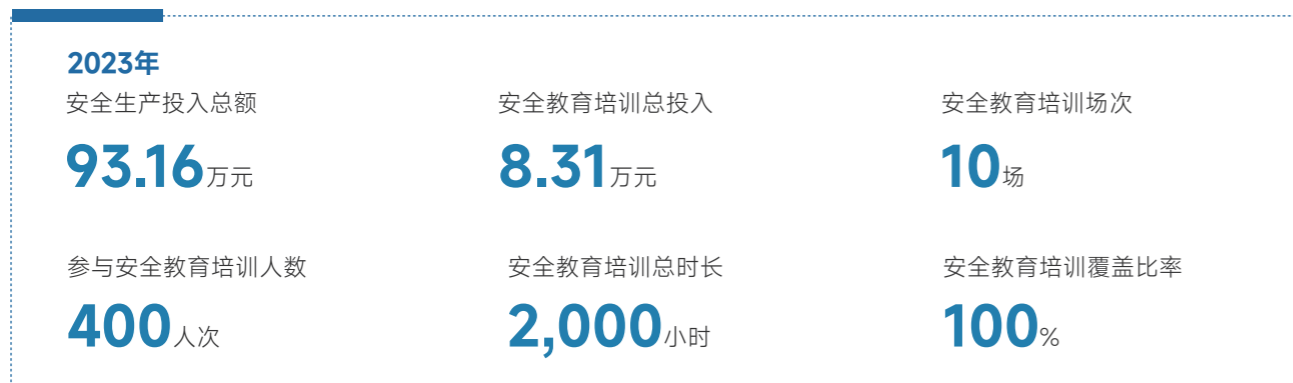 2023年
安全生产投入总额
安全教育培训总投入
安全教育培训场次
93.16万元
8.31万元
10场
参与安全教育培训人数
安全教育培训总时长
安全教育培训覆盖比率
400人次
2,000小时
100%